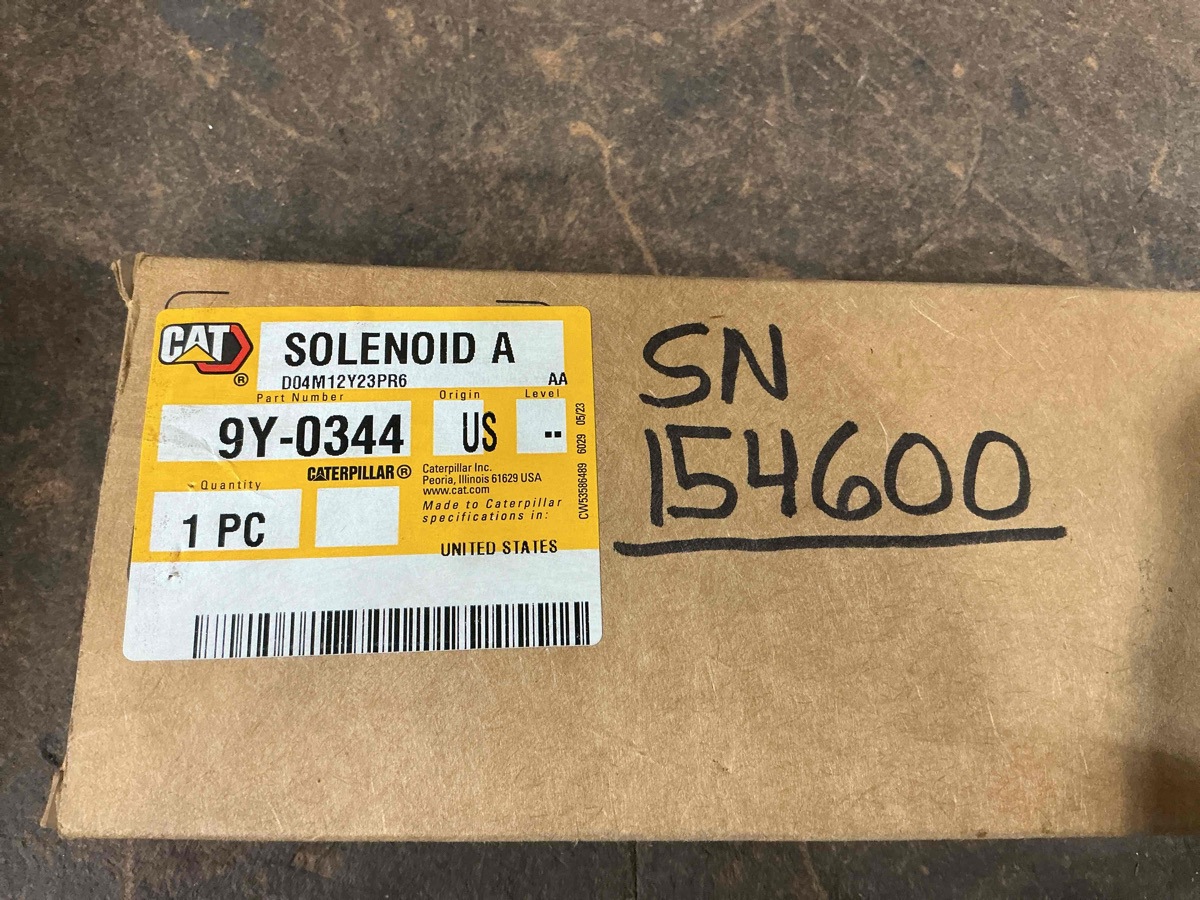 CAT
®
SOLENOID A
D04M12Y23PR6 AA
Part Number Origin Level
9Y-0344 US --
CATERPILLAR®
Caterpillar Inc.
Peoria, Illinois 61629 USA
www.cat.com
Made to Caterpillar
specifications in:
UNITED STATES
Quantity
1 PC
CW53586489 6029 05/23
SN
154600